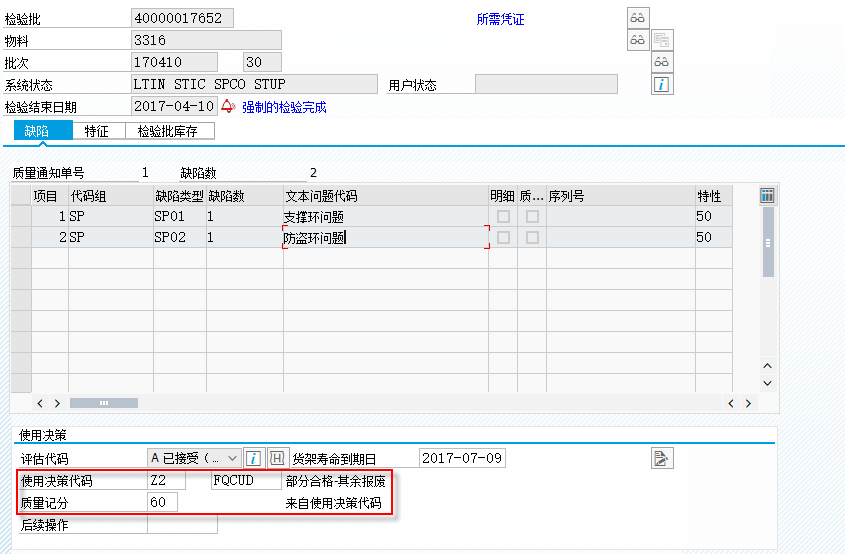 检验批 40000017652 所需凭证
物料 3316
批次 170410 30
系统状态 LTIN STIC SPCO STUP 用户状态
检验结束日期 2017-04-10 强制的检验完成
缺陷 特征 检验批库存
质量通知单号 1 缺陷数 2
项目 代码组 缺陷类型 缺陷数 文本问题代码 明细 质... 序列号 特性
1 SP SP01 1 支撑环问题 50
2 SP SP02 1 防盗环问题 50
使用决策
评估代码 A 已接受（... 货架寿命到期日 2017-07-09
使用决策代码 Z2 FQCUD 部分合格-其余报废
质量记分 60 来自使用决策代码
后续操作